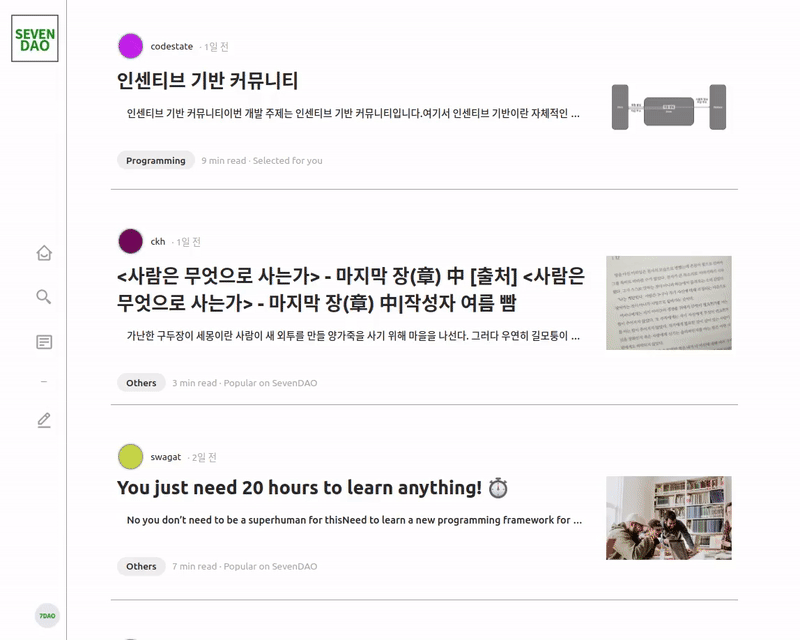 SEVEN
DAO
codestate · 1일 전
인센티브 기반 커뮤니티
인센티브 기반 커뮤니티이번 개발 주제는 인센티브 기반 커뮤니티입니다.여기서 인센티브 기반이란 자체적인 ...
Programming 9 min read · Selected for you
ckh · 1일 전
<사람은 무엇으로 사는가> - 마지막 장(章) 中 [출처] <사람은
무엇으로 사는가> - 마지막 장(章) 中|작성자 여름 빰
가난한 구두장이 세몽이란 사람이 새 외투를 만들 양가죽을 사기 위해 마을을 나선다. 그러다 우연히 길모퉁이 ...
Others 3 min read · Popular on SevenDAO
swagat · 2일 전
You just need 20 hours to learn anything! ⏱️
No you don’t need to be a superhuman for thisNeed to learn a new programming framework for ...
Others 7 min read · Popular on SevenDAO
7DAO